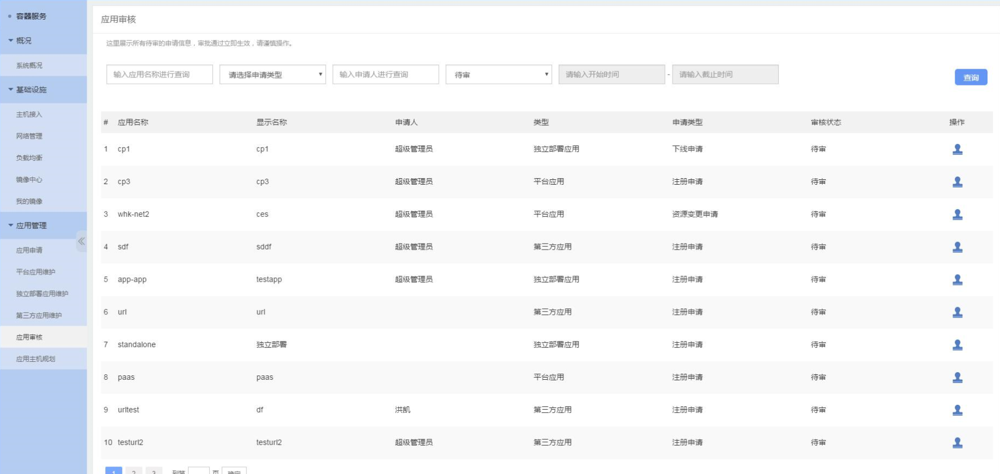 容器服务
概况
系统概况
基础设施
主机接入
网络管理
负载均衡
镜像中心
我的镜像
应用管理
应用申请
平台应用维护
独立部署应用维护
第三方应用维护
应用审核
应用主机规划
应用审核
这里展示所有待审的申请信息，审批通过立即生效，请谨慎操作。
输入应用名称进行查询 请选择申请类型 输入申请人进行查询 待审 请输入开始时间 - 请输入截止时间 查询
# 应用名称 显示名称 申请人 类型 申请类型 审核状态 操作
1 cp1 cp1 超级管理员 独立部署应用 下线申请 待审
2 cp3 cp3 超级管理员 平台应用 注册申请 待审
3 whk-net2 ces 超级管理员 平台应用 资源变更申请 待审
4 sdf sddf 超级管理员 第三方应用 注册申请 待审
5 app-app testapp 超级管理员 独立部署应用 注册申请 待审
6 url url 第三方应用 注册申请 待审
7 standalone 独立部署 独立部署应用 注册申请 待审
8 paas paas 平台应用 注册申请 待审
9 urltest df 洪凯 第三方应用 注册申请 待审
10 testurl2 testurl2 超级管理员 第三方应用 注册申请 待审
1 2 3 到第 页 确定